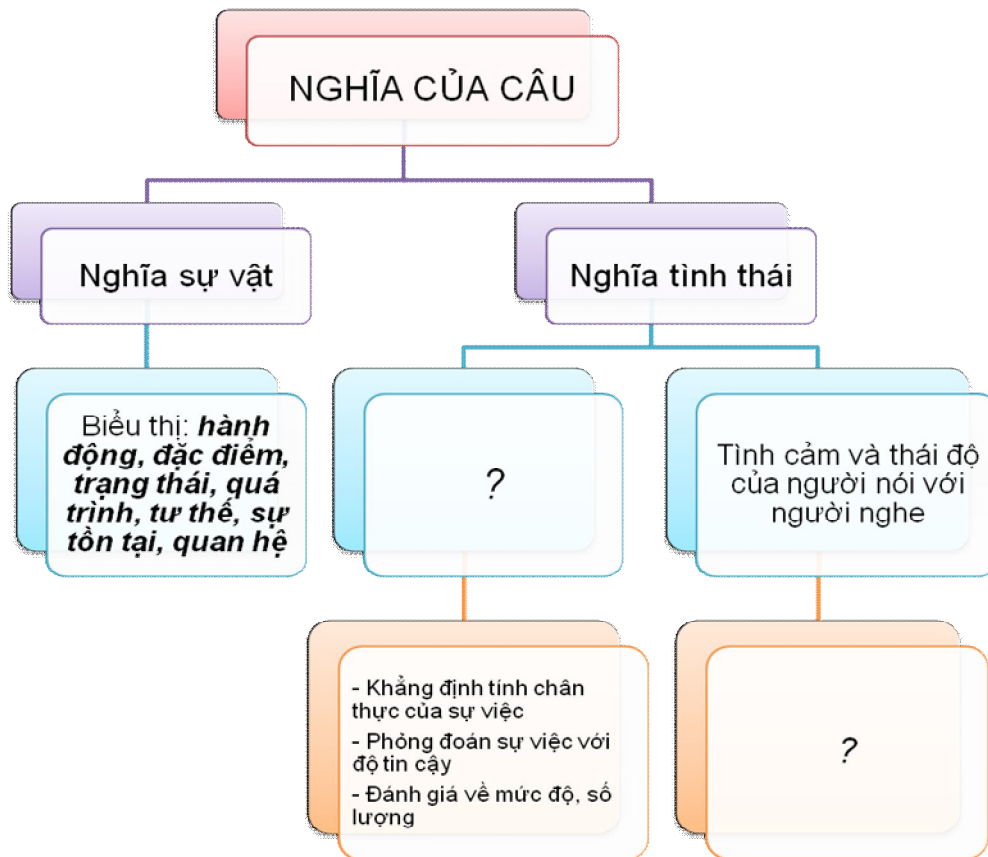 NGHĨA CỦA CÂU
Nghĩa sự vật
Nghĩa tình thái
Biểu thị: hành
động, đặc điểm,
trạng thái, quá
trình, tư thế, sự
tồn tại, quan hệ
?
Tình cảm và thái độ
của người nói với
người nghe
- Khẳng định tính chân
thực của sự việc
- Phỏng đoán sự việc với
độ tin cậy
- Đánh giá về mức độ, số
lượng
?